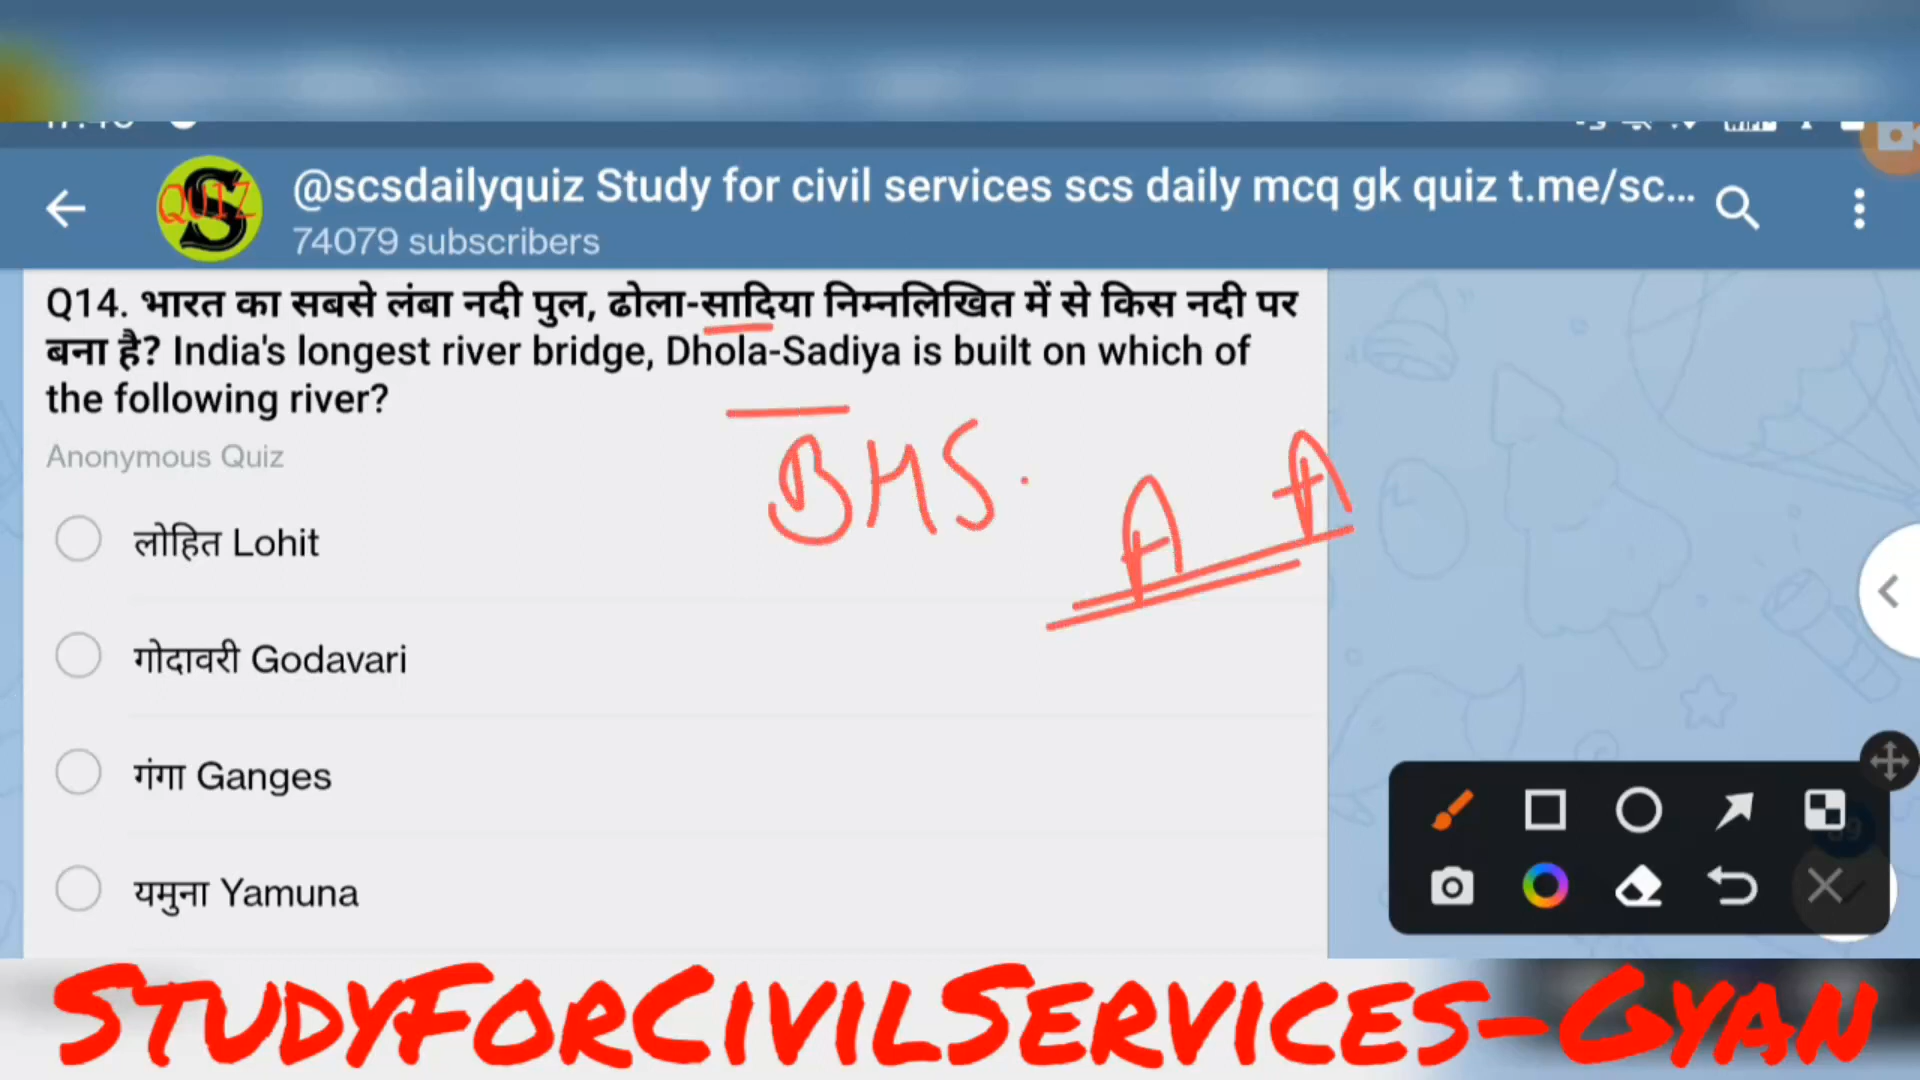 @scsdailyquiz Study for civil services scs daily mcq gk quiz t.me/sc...
QUIZ S
74079 subscribers
Q14. भारत का सबसे लंबा नदी पुल, ढोला-सादिया निम्नलिखित में से किस नदी पर
बना है? India's longest river bridge, Dhola-Sadiya is built on which of
the following river?
Anonymous Quiz
BHS.
A A
लोहित Lohit
गोदावरी Godavari
गंगा Ganges
यमुना Yamuna
StudyForCivilServices-Gyan